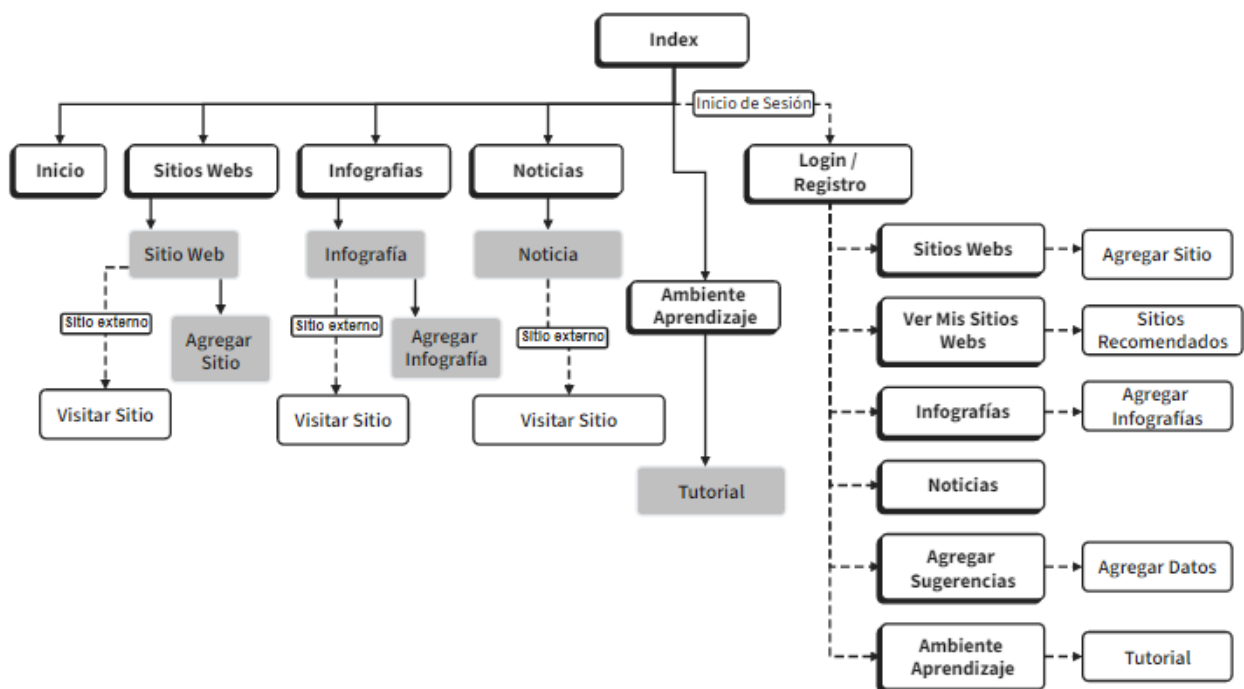 Index
Inicio de Sesión
Inicio
Sitios Webs
Infografias
Noticias
Login /
Registro
Sitio Web
Infografía
Noticia
Sitios Webs
Agregar Sitio
Ambiente
Aprendizaje
Sitio externo
Sitio externo
Sitio externo
Agregar
Sitio
Agregar
Infografía
Ver Mis Sitios
Webs
Sitios
Recomendados
Visitar Sitio
Visitar Sitio
Visitar Sitio
Infografías
Agregar
Infografías
Tutorial
Noticias
Agregar
Sugerencias
Agregar Datos
Ambiente
Aprendizaje
Tutorial